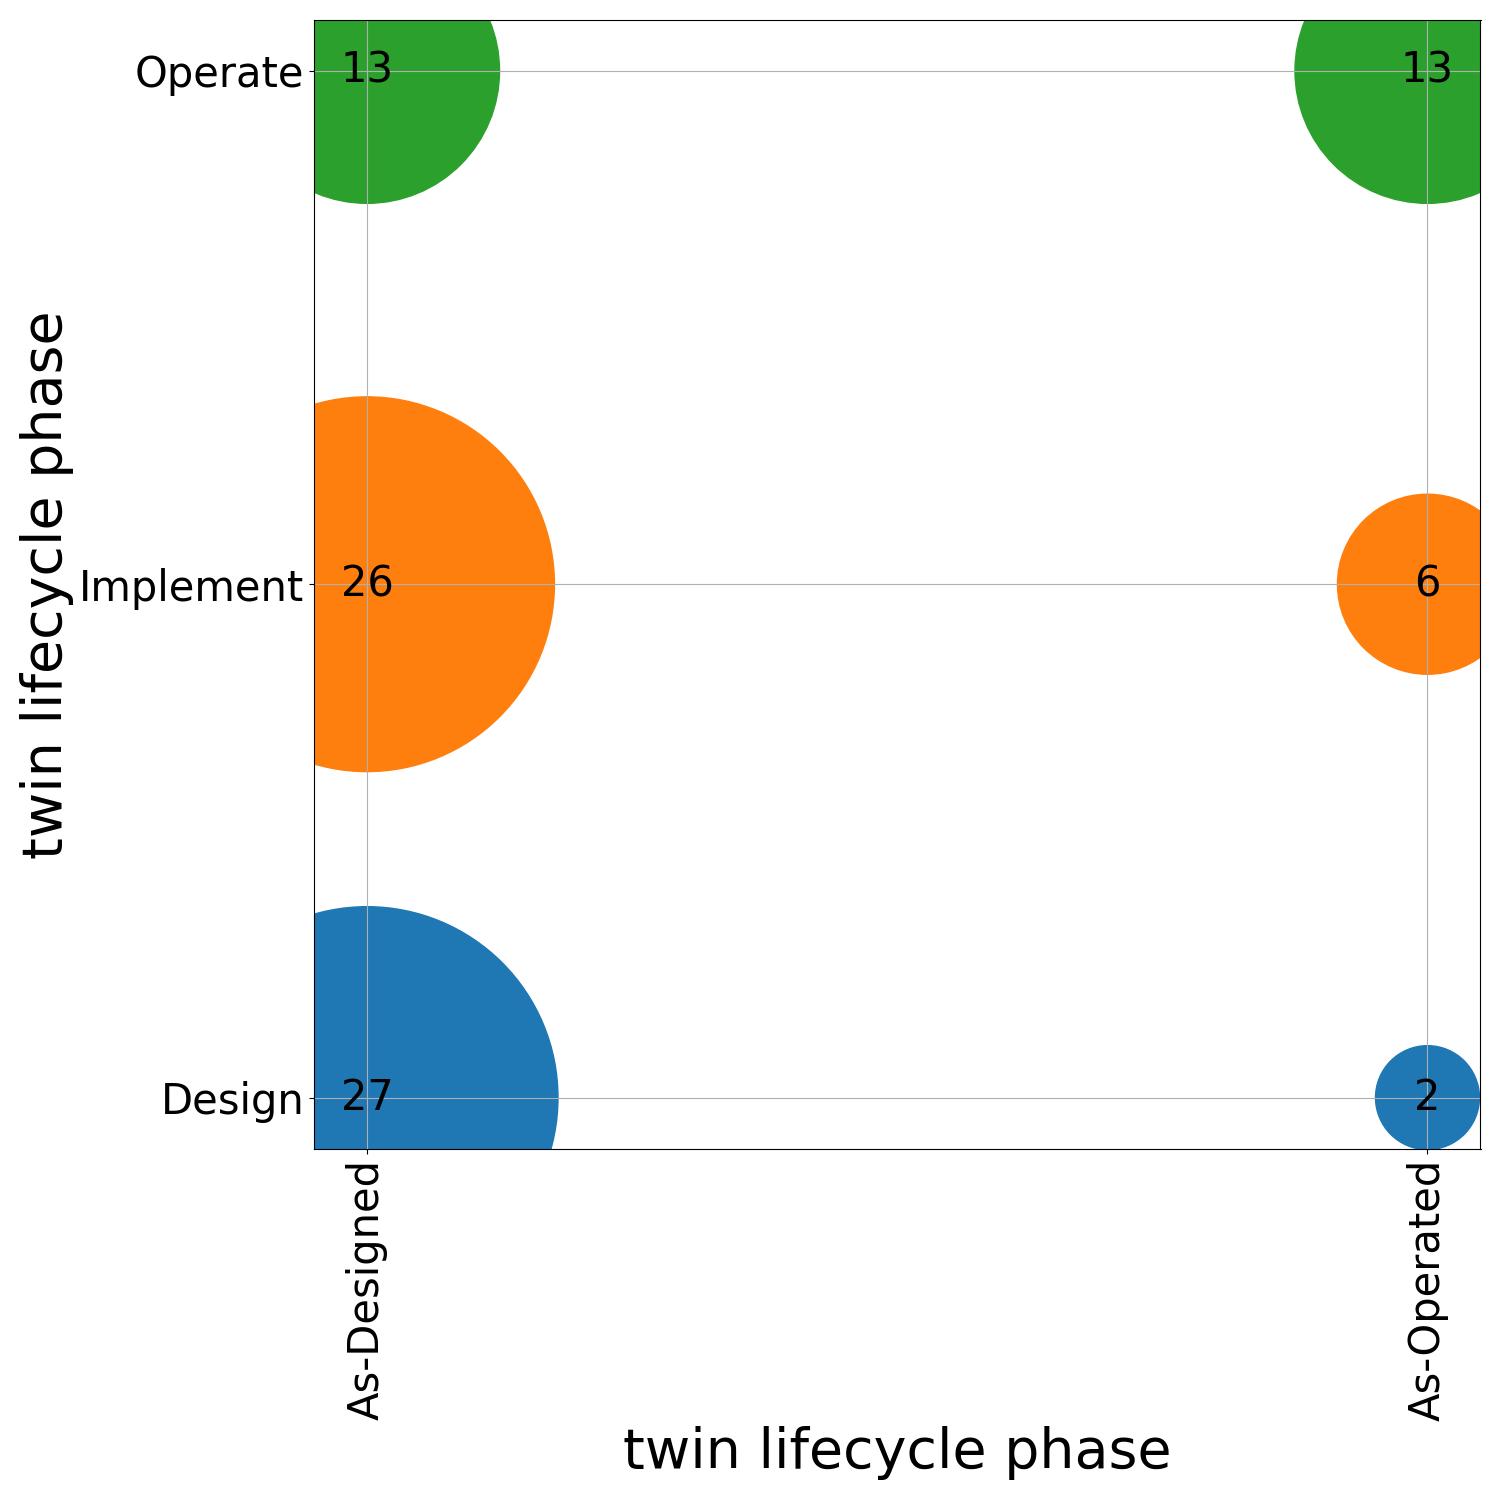 Operate
13
13
twin lifecycle phase
Implement
26
6
Design
27
2
As-Designed
As-Operated
twin lifecycle phase